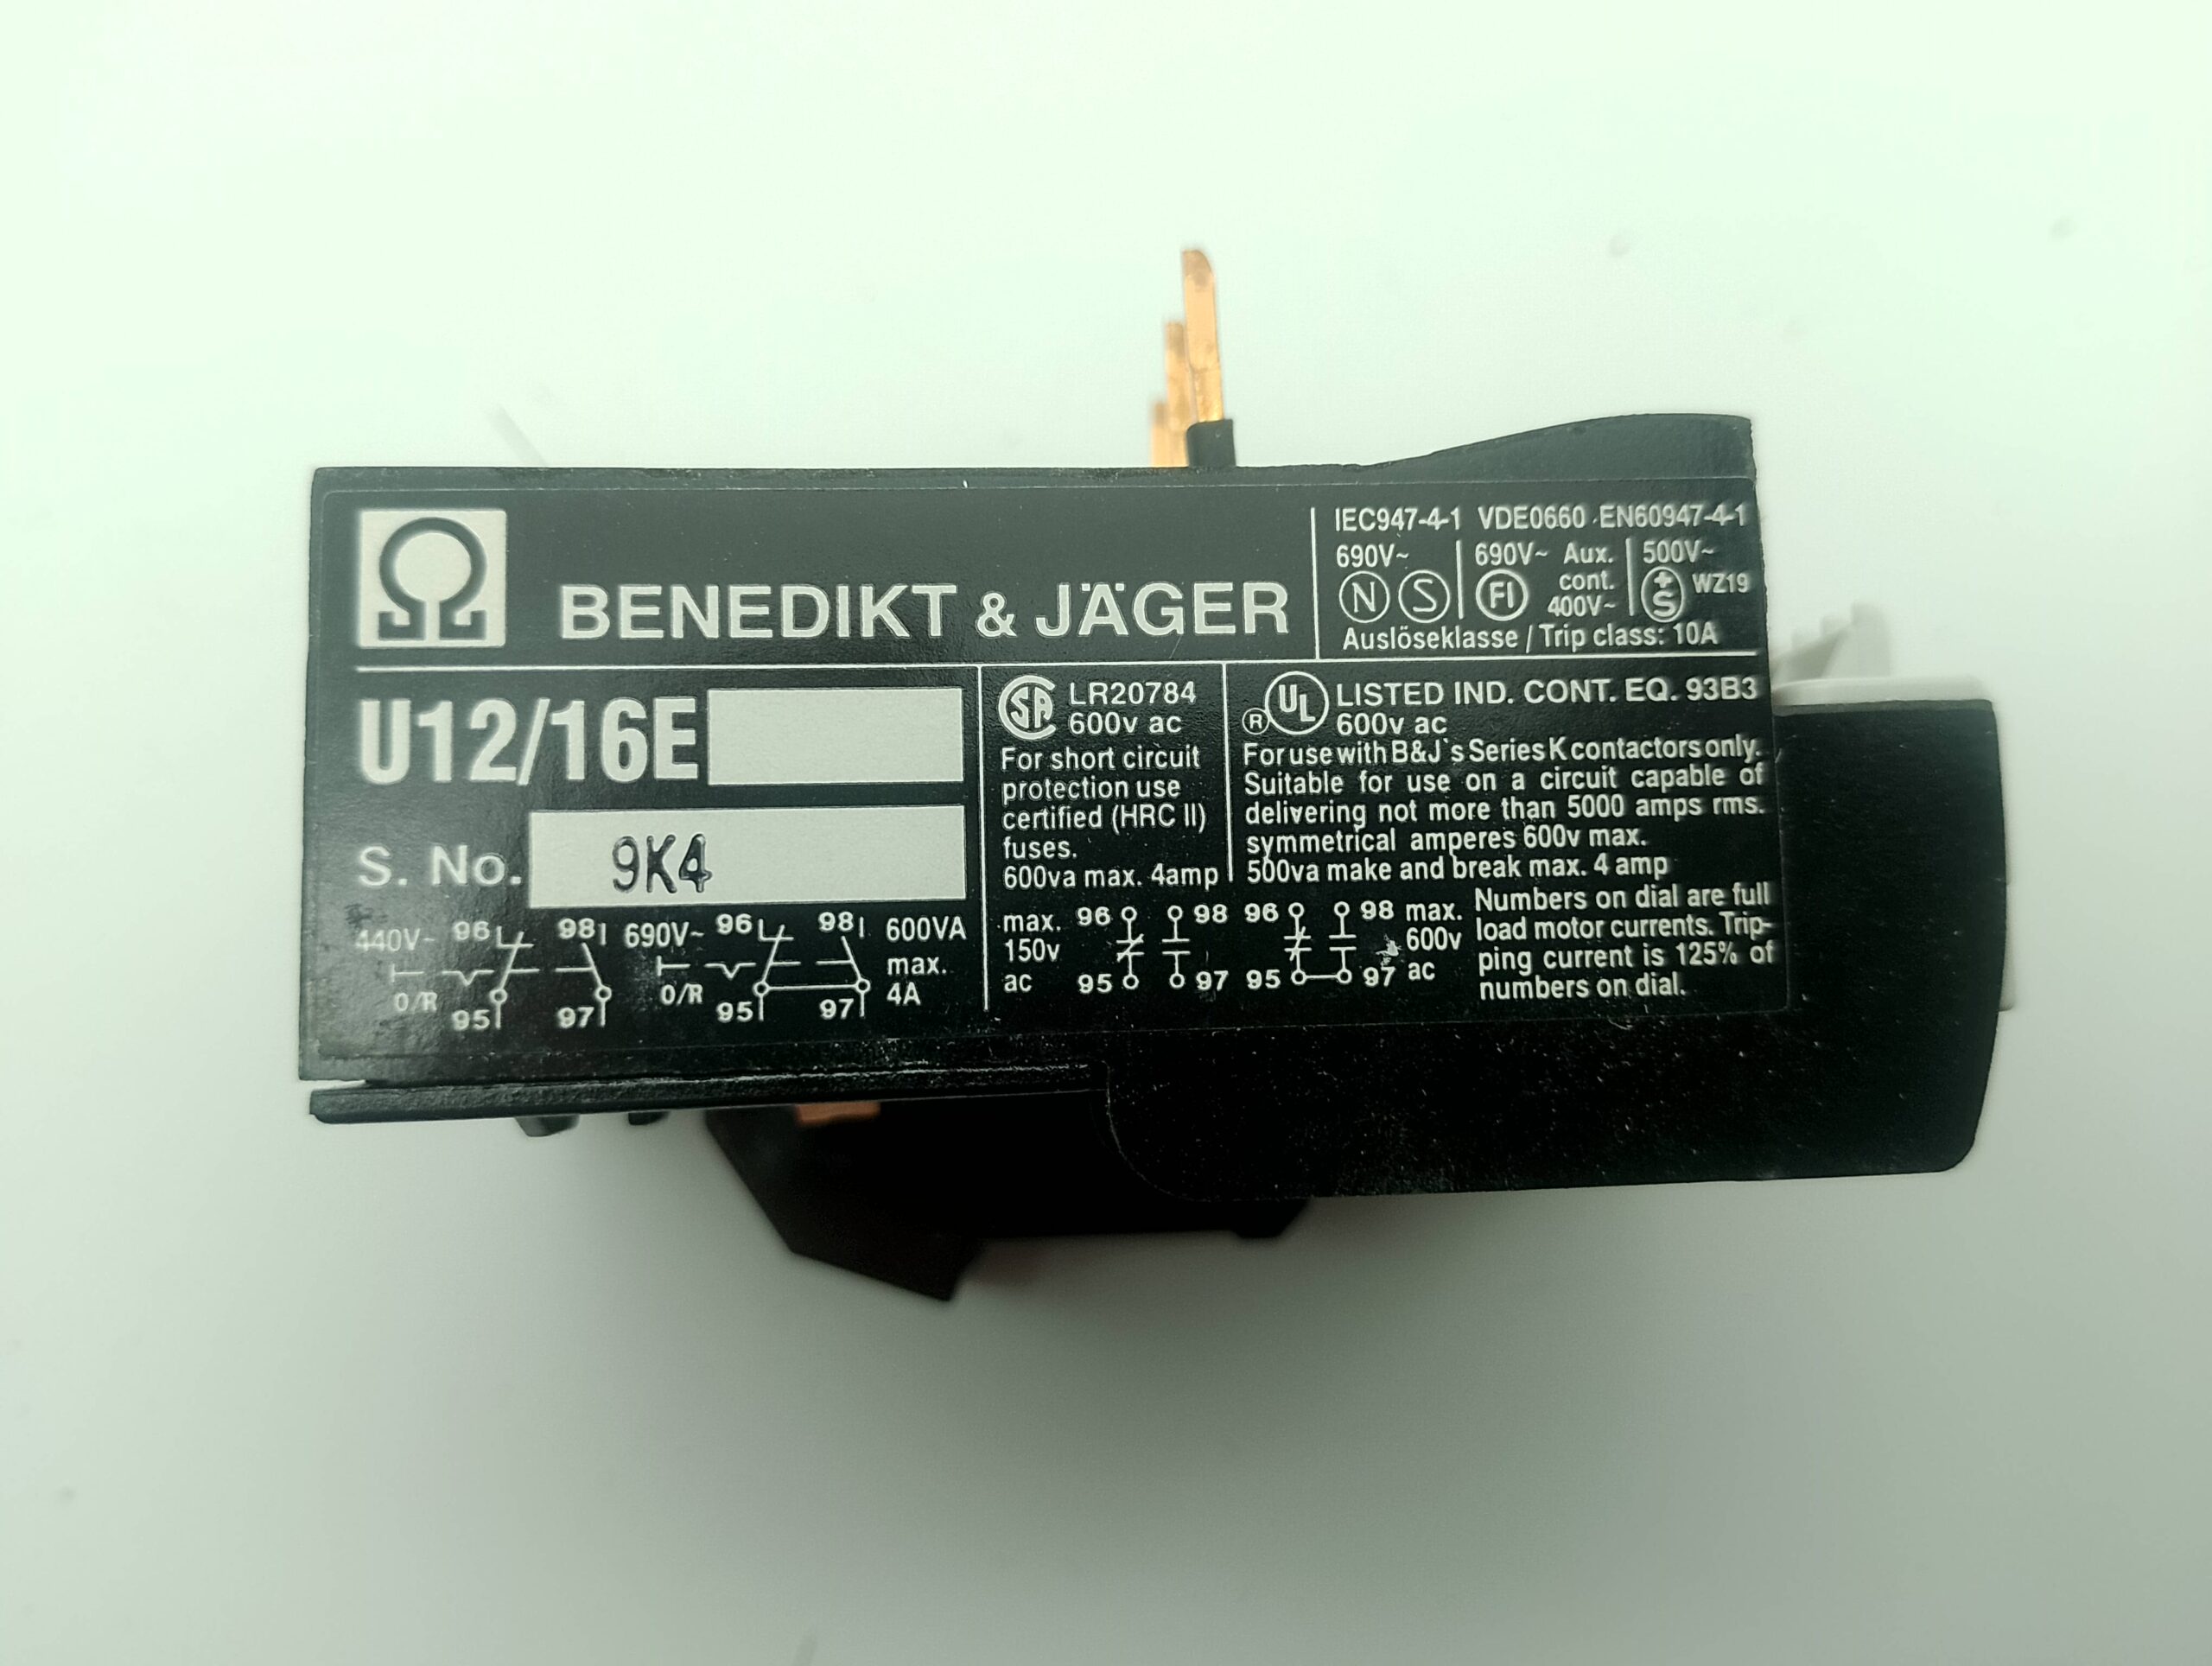 BENEDIKT & JÄGER
IEC947-4-1 VDE0660 EN60947-4-1
690V~ 690V~ Aux. 500V~
N S FI cont. 400V~ +S WZ19
Auslöseklasse / Trip class: 10A
U12/16E
S. No. 9K4
440V~ 96 98 690V~ 96 98 600VA
max.
O/R O/R 4A
95 97 95 97
SA LR20784
600v ac
For short circuit
protection use
certified (HRC II)
fuses.
600va max. 4amp
® UL LISTED IND. CONT. EQ. 93B3
600v ac
For use with B&J`s Series K contactors only.
Suitable for use on a circuit capable of
delivering not more than 5000 amps rms.
symmetrical amperes 600v max.
500va make and break max. 4 amp
max. 96 98 96 98 max.
150v 600v
ac 95 97 95 97 ac
Numbers on dial are full
load motor currents. Trip-
ping current is 125% of
numbers on dial.